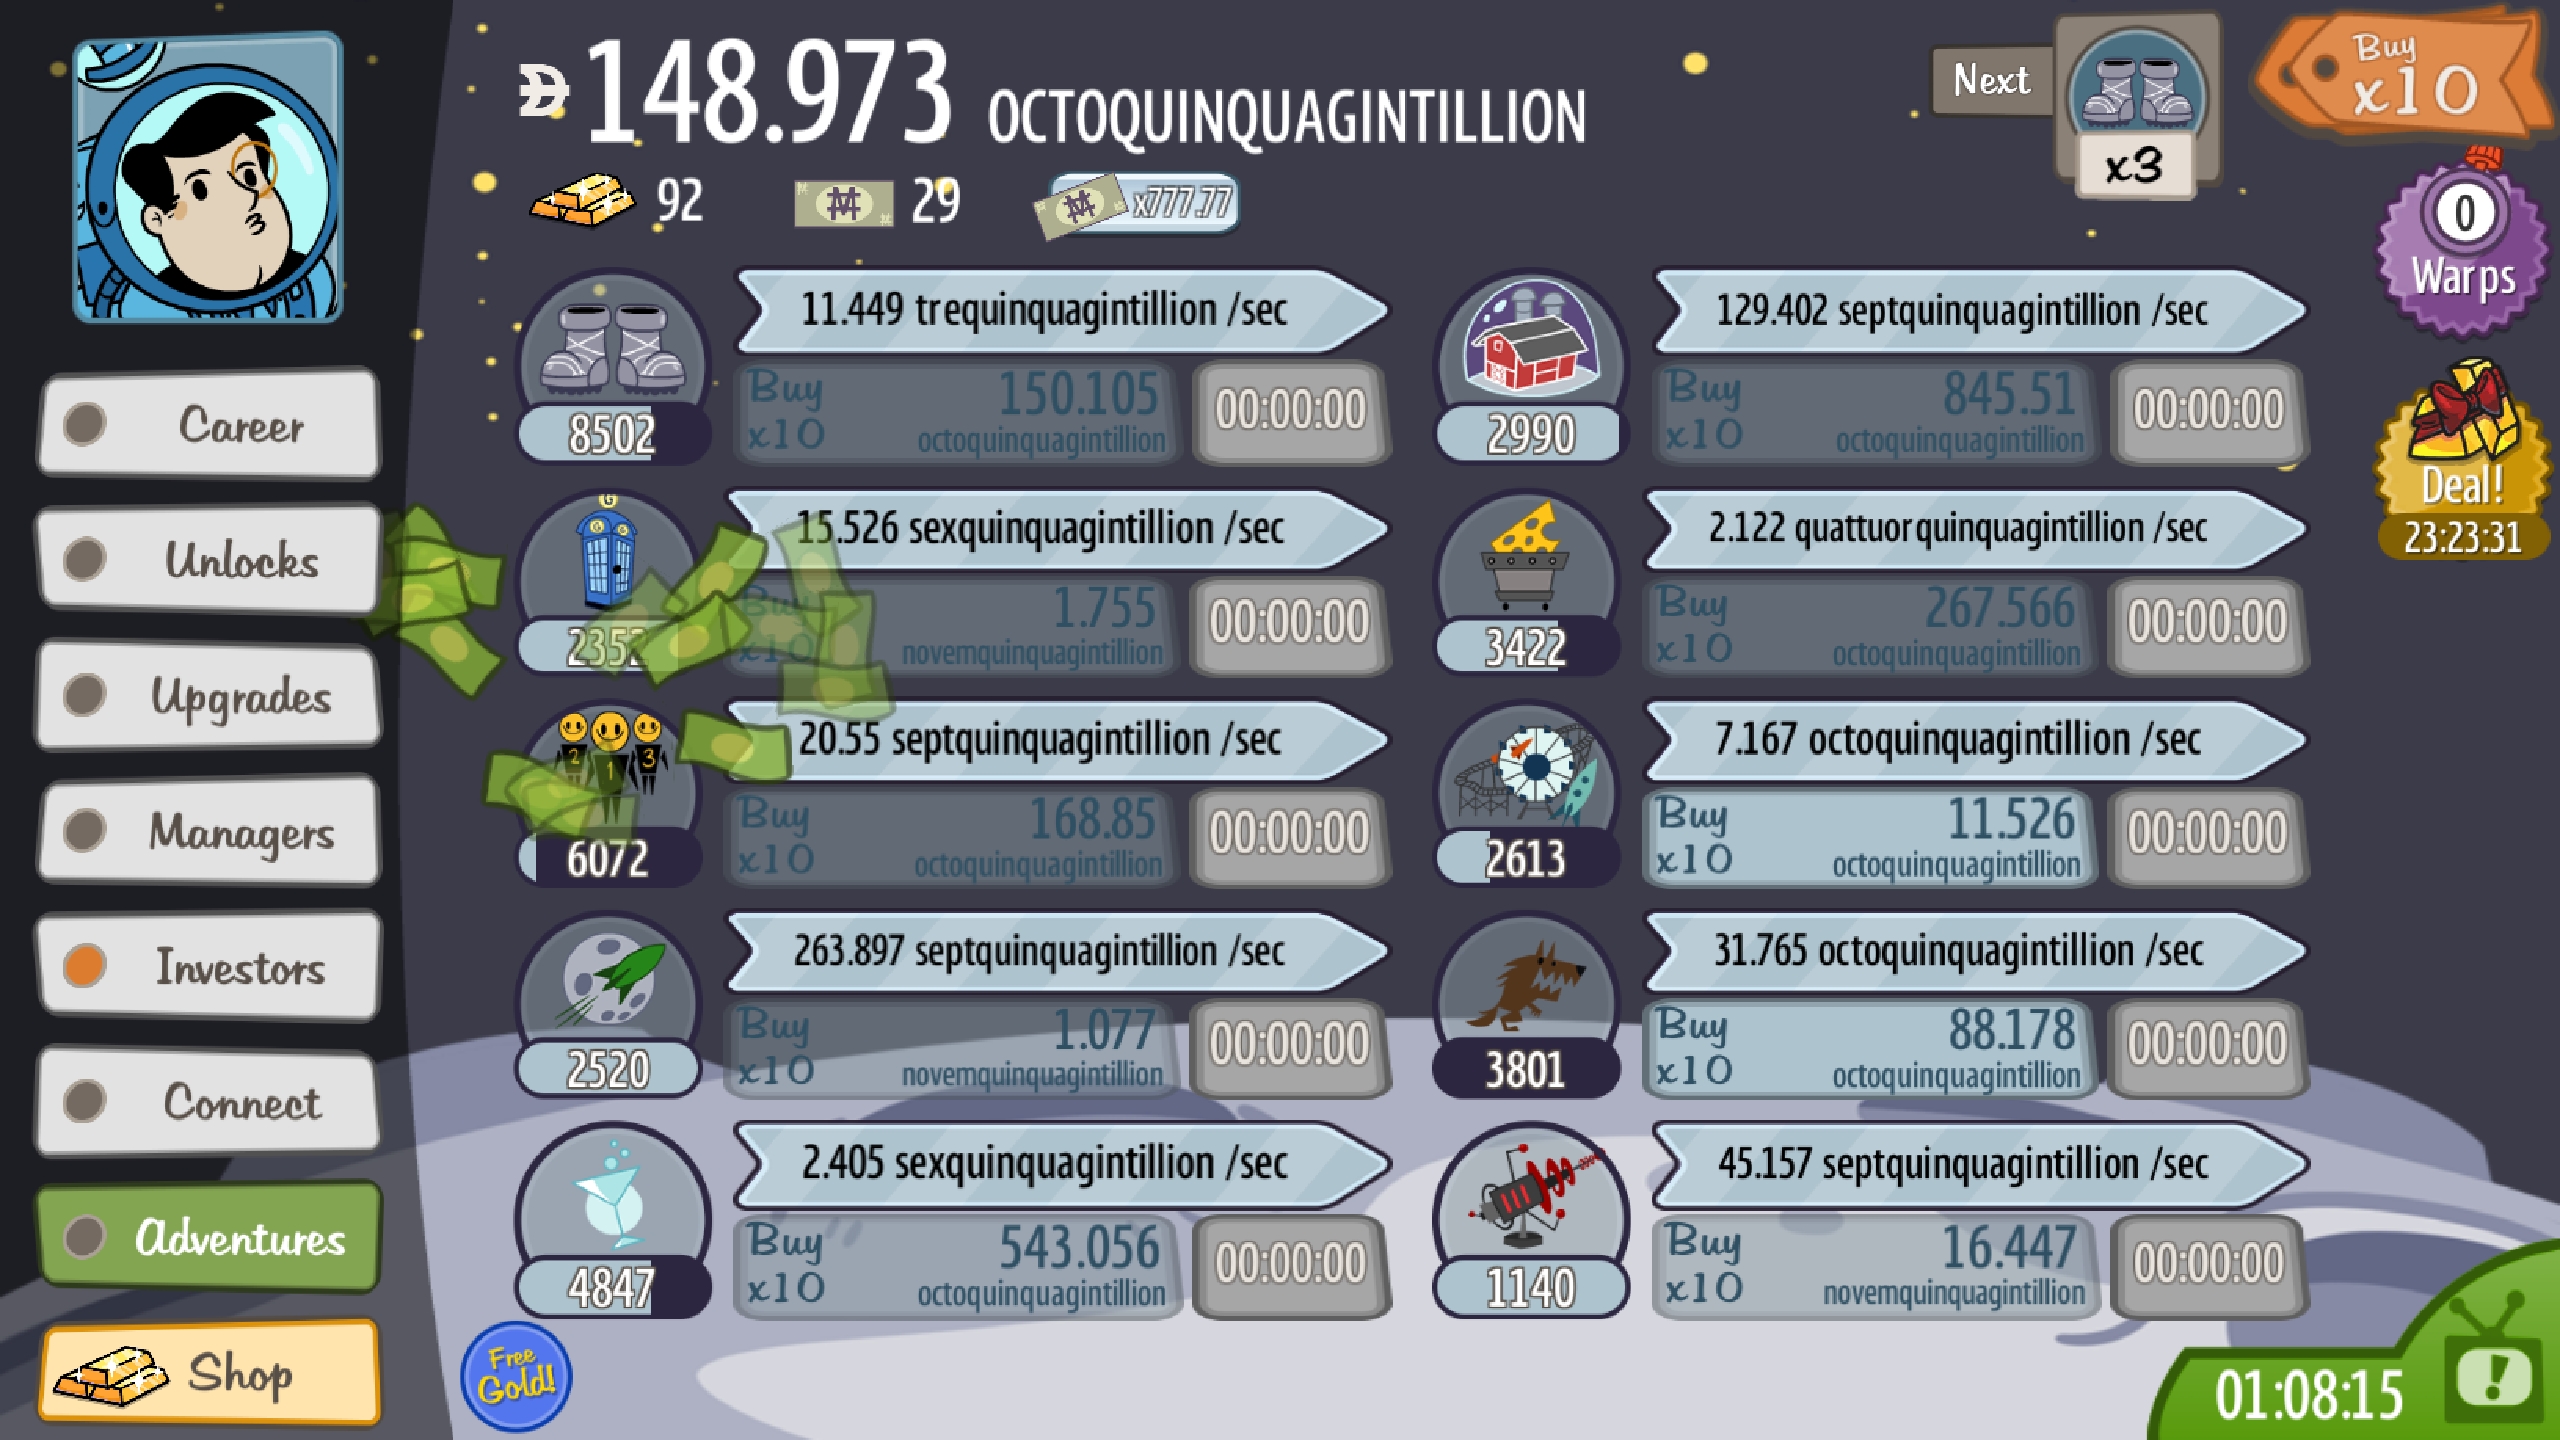 148.973 OCTOQUINQUAGINTILLION
92
29
x777.77
Next
x3
Buy
x10
0
Warps
Deal!
23:23:31
Career
Unlocks
Upgrades
Managers
Investors
Connect
Adventures
Shop
11.449 trequinquagintillion /sec
8502
Buy
x10
150.105
octoquinquagintillion
00:00:00
129.402 septquinquagintillion /sec
2990
Buy
x10
845.51
octoquinquagintillion
00:00:00
15.526 sexquinquagintillion /sec
2352
Buy
x10
1.755
novemquinquagintillion
00:00:00
2.122 quattuorquinquagintillion /sec
3422
Buy
x10
267.566
octoquinquagintillion
00:00:00
2 1 3
20.55 septquinquagintillion /sec
6072
Buy
x10
168.85
octoquinquagintillion
00:00:00
7.167 octoquinquagintillion /sec
2613
Buy
x10
11.526
octoquinquagintillion
00:00:00
263.897 septquinquagintillion /sec
2520
Buy
x10
1.077
novemquinquagintillion
00:00:00
31.765 octoquinquagintillion /sec
3801
Buy
x10
88.178
octoquinquagintillion
00:00:00
2.405 sexquinquagintillion /sec
4847
Buy
x10
543.056
octoquinquagintillion
00:00:00
45.157 septquinquagintillion /sec
1140
Buy
x10
16.447
novemquinquagintillion
00:00:00
Free
Gold!
01:08:15
!